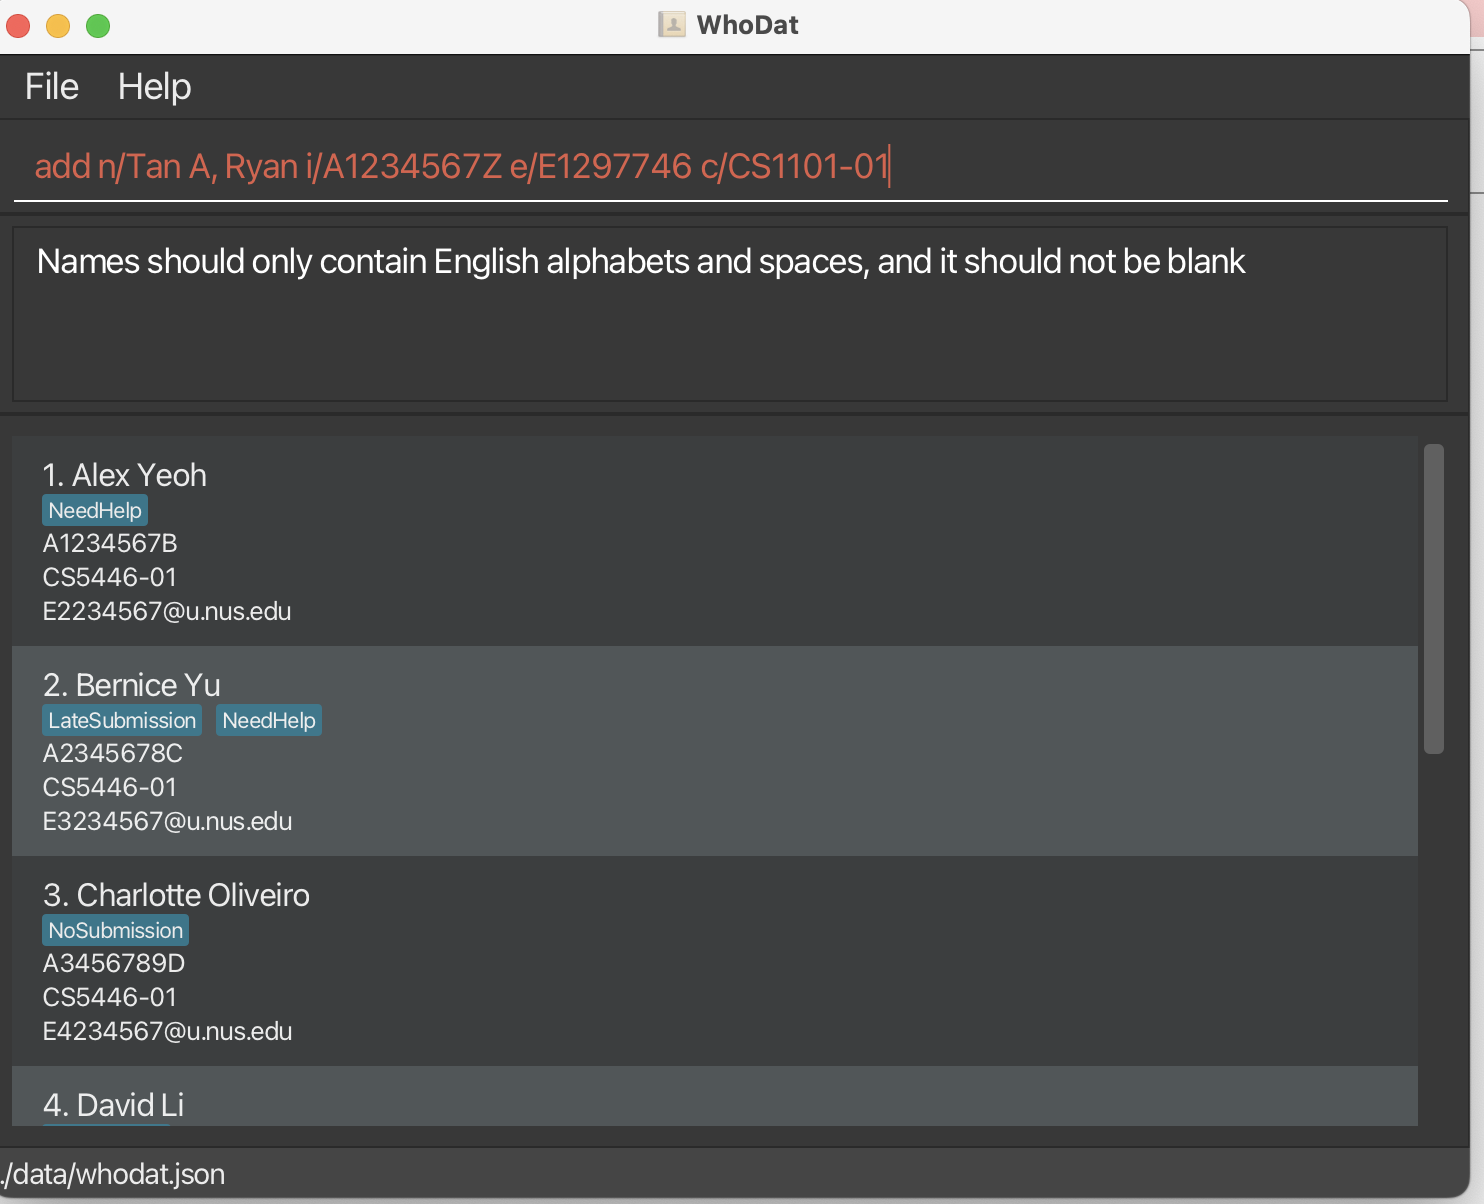 WhoDat
File Help
add n/Tan A, Ryan i/A1234567Z e/E1297746 c/CS1101-01
Names should only contain English alphabets and spaces, and it should not be blank
1. Alex Yeoh
NeedHelp
A1234567B
CS5446-01
E2234567@u.nus.edu
2. Bernice Yu
LateSubmission NeedHelp
A2345678C
CS5446-01
E3234567@u.nus.edu
3. Charlotte Oliveiro
NoSubmission
A3456789D
CS5446-01
E4234567@u.nus.edu
4. David Li
./data/whodat.json